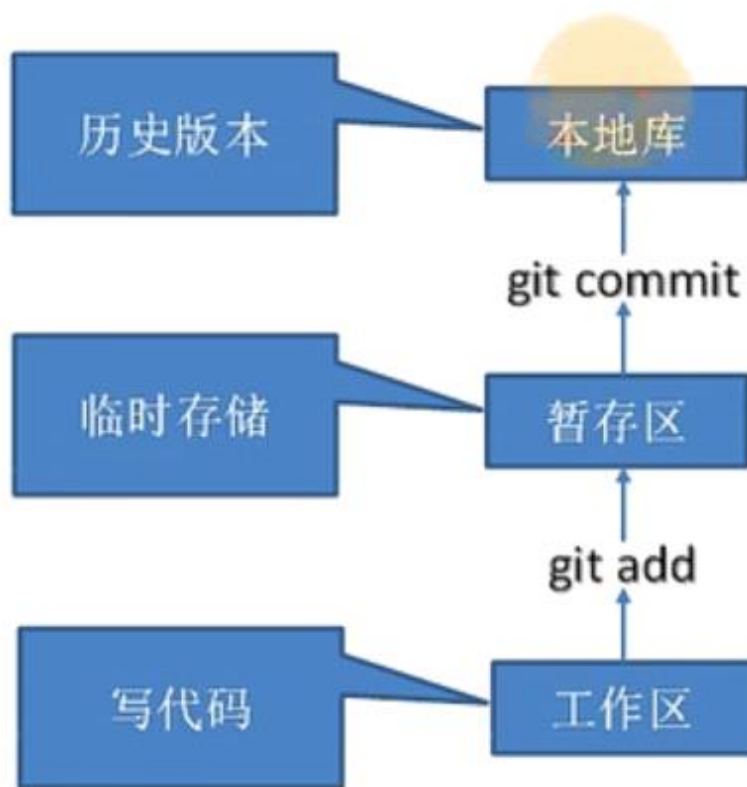 历史版本
本地库
git commit
临时存储
暂存区
git add
写代码
工作区